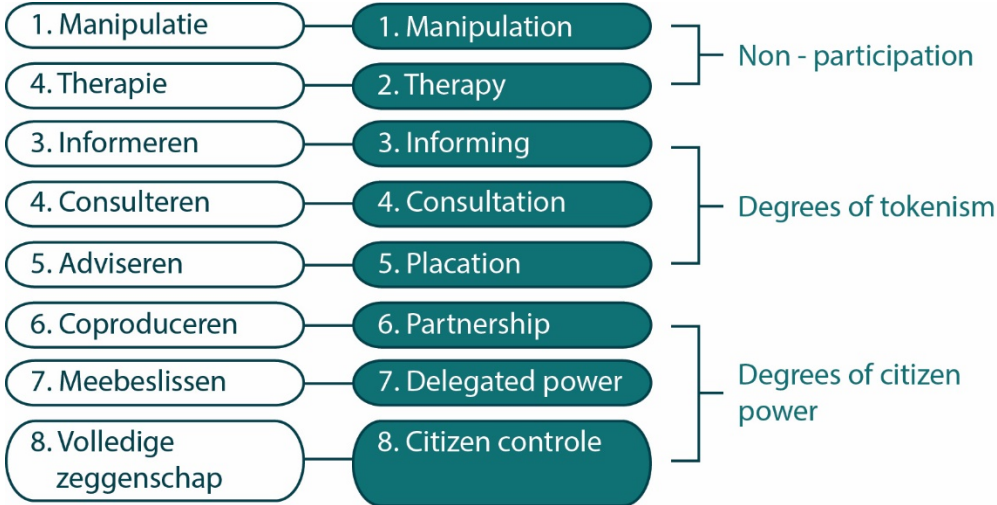 1. Manipulatie
1. Manipulation
Non - participation
4. Therapie
2. Therapy
3. Informeren
3. Informing
4. Consulteren
4. Consultation
Degrees of tokenism
5. Adviseren
5. Placation
6. Coproduceren
6. Partnership
7. Meebeslissen
7. Delegated power
Degrees of citizen
power
8. Volledige
zeggenschap
8. Citizen controle